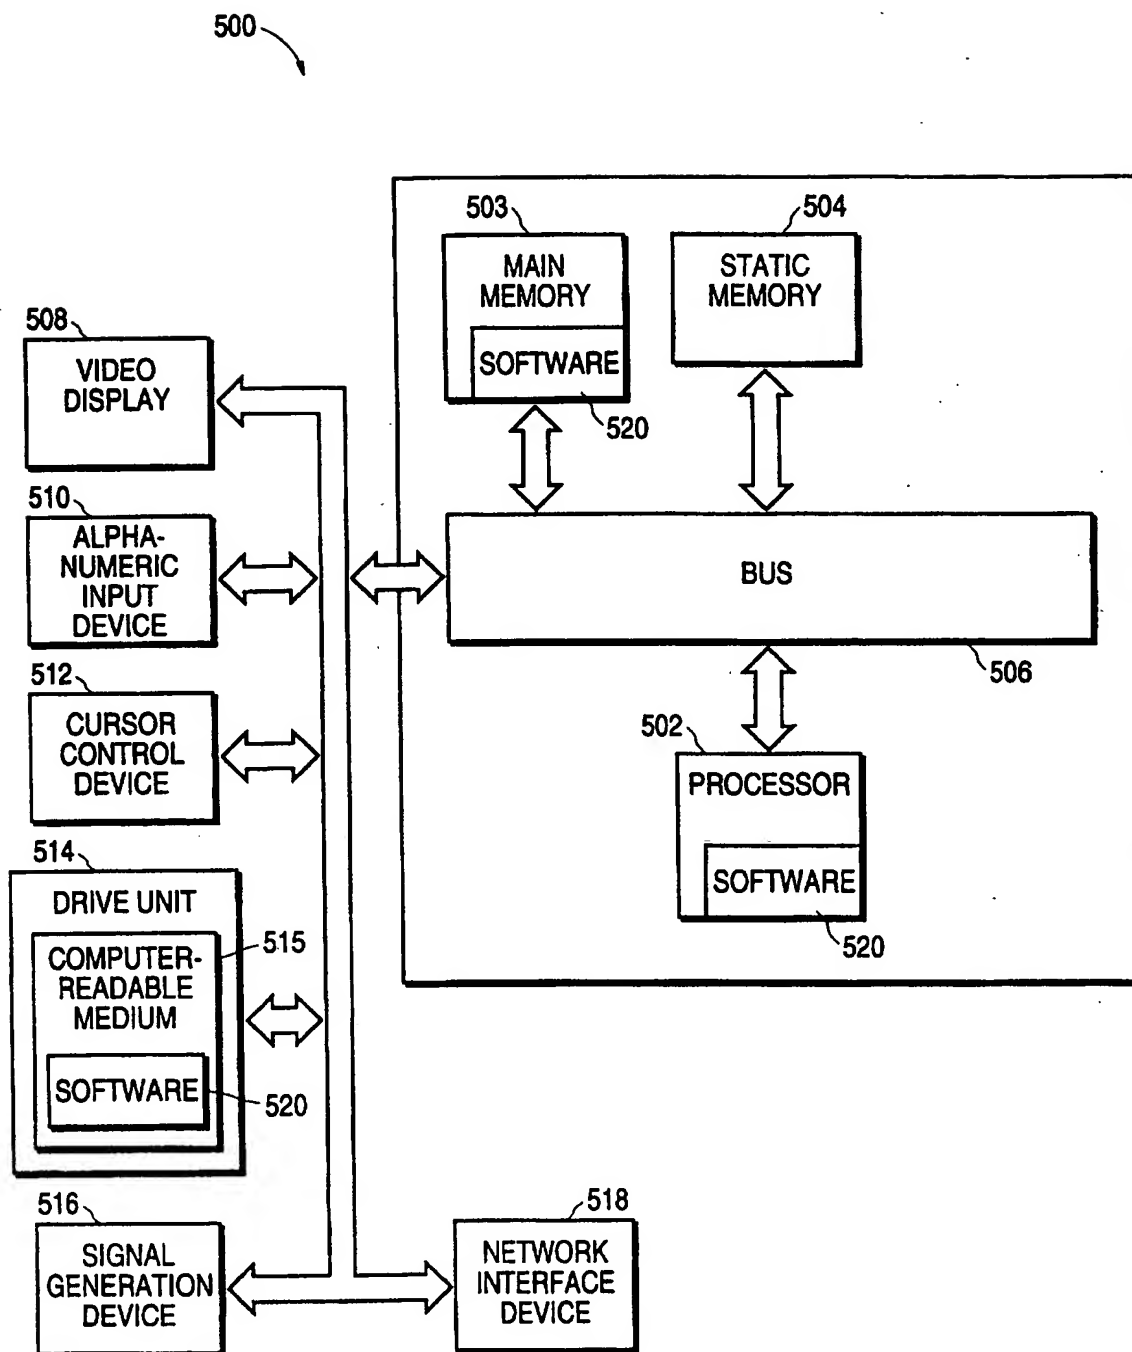 500
503
MAIN
MEMORY
SOFTWARE
520
504
STATIC
MEMORY
508
VIDEO
DISPLAY
510
ALPHA-
NUMERIC
INPUT
DEVICE
BUS
506
512
CURSOR
CONTROL
DEVICE
502
PROCESSOR
SOFTWARE
520
514
DRIVE UNIT
515
COMPUTER-
READABLE
MEDIUM
SOFTWARE
520
516
SIGNAL
GENERATION
DEVICE
518
NETWORK
INTERFACE
DEVICE